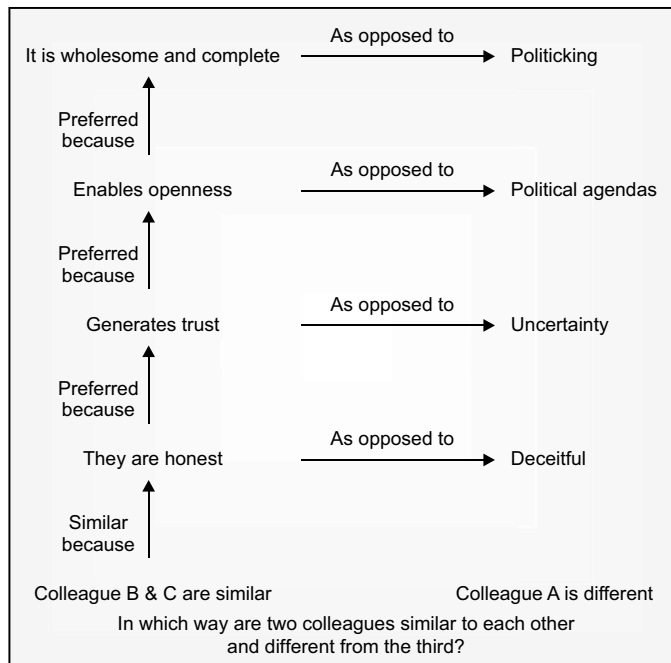 As opposed to
It is wholesome and complete
Politicking
Preferred
because
As opposed to
Enables openness
Political agendas
Preferred
because
As opposed to
Generates trust
Uncertainty
Preferred
because
As opposed to
They are honest
Deceitful
Similar
because
Colleague B & C are similar
Colleague A is different
In which way are two colleagues similar to each other
and different from the third?